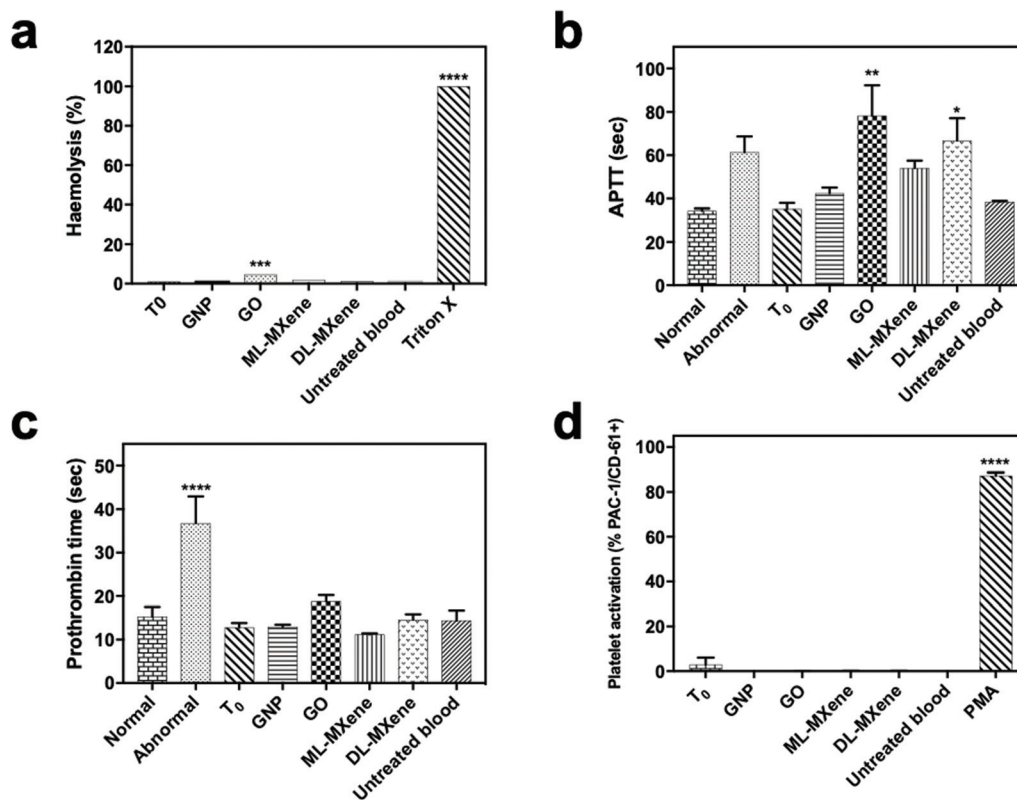 a
Haemolysis (%)
120
100
80
60
40
20
0
***
****
T0
GNP
GO
ML-MXene
DL-MXene
Untreated blood
Triton X
b
APTT (sec)
100
80
60
40
20
0
**
*
Normal
Abnormal
T₀
GNP
GO
ML-MXene
DL-MXene
Untreated blood
c
Prothrombin time (sec)
50
40
30
20
10
0
****
Normal
Abnormal
T₀
GNP
GO
ML-MXene
DL-MXene
Untreated blood
d
Platelet activation (% PAC-1/CD-61+)
100
80
60
40
20
0
****
T₀
GNP
GO
ML-MXene
DL-MXene
Untreated blood
PMA